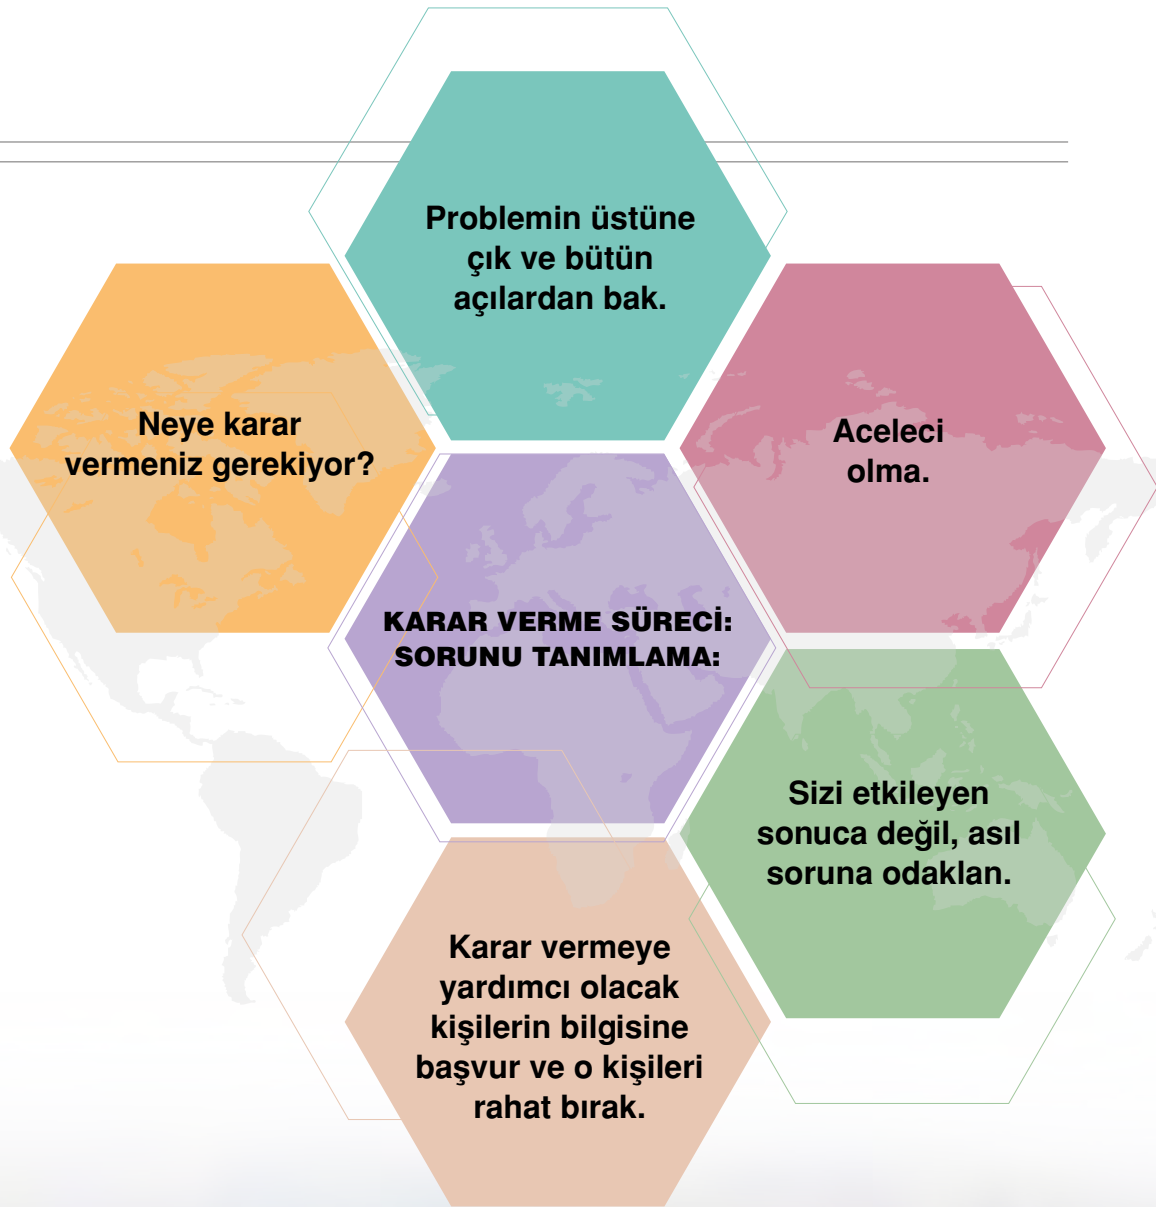 Problemin üstüne
çık ve bütün
açılardan bak.
Neye karar
vermeniz gerekiyor?
Aceleci
olma.
KARAR VERME SÜRECİ:
SORUNU TANIMLAMA:
Sizi etkileyen
sonuca değil, asıl
soruna odaklan.
Karar vermeye
yardımcı olacak
kişilerin bilgisine
başvur ve o kişileri
rahat bırak.